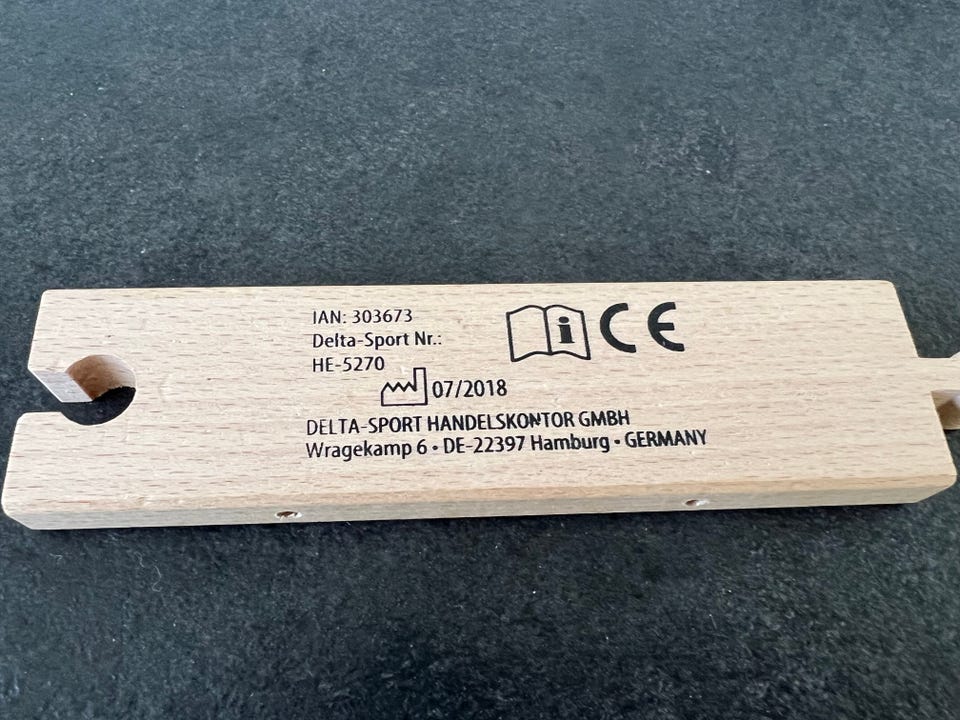 IAN: 303673
Delta-Sport Nr.:
HE-5270
i CE
07/2018
DELTA-SPORT HANDELSKONTOR GMBH
Wragekamp 6 • DE-22397 Hamburg • GERMANY